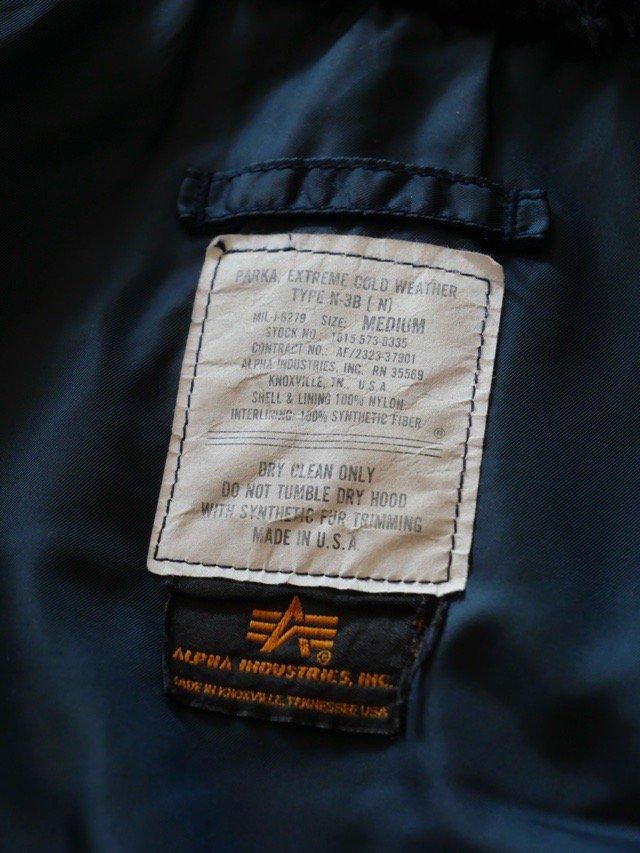 PARKA, EXTREME COLD WEATHER
TYPE N-3B (N)
MIL-J-6279 SIZE: MEDIUM
STOCK NO. 1615-573-8335
CONTRACT NO.: AF/2323-37901
ALPHA INDUSTRIES, INC. RN 35569
KNOXVILLE, TN. U.S.A
SHELL & LINING 100% NYLON
INTERLINING: 100% SYNTHETIC FIBER
®
DRY CLEAN ONLY
DO NOT TUMBLE DRY HOOD
WITH SYNTHETIC FUR TRIMMING
MADE IN U.S.A.
®
ALPHA INDUSTRIES, INC.
MADE IN KNOXVILLE, TENNESSEE USA